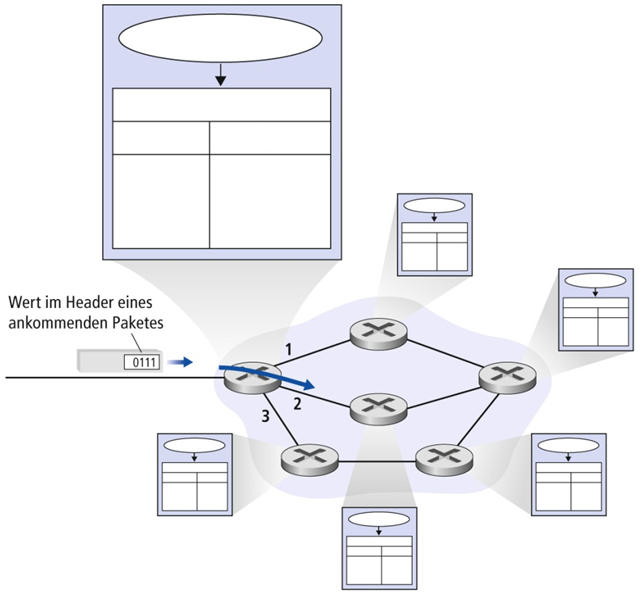 Wert im Header eines
ankommenden Paketes
0111
1
2
3